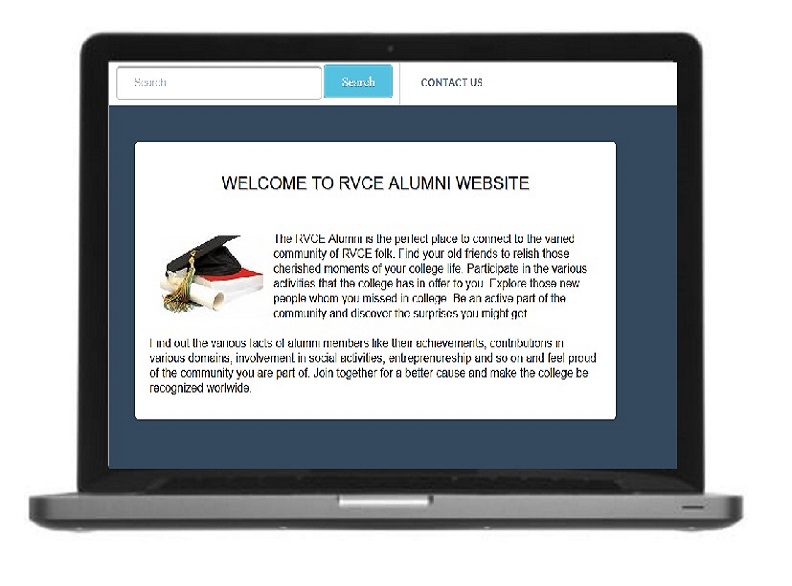 Search
Search
CONTACT US
WELCOME TO RVCE ALUMNI WEBSITE
The RVCE Alumni is the perfect place to connect to the varied
community of RVCE folk. Find your old friends to relish those
cherished moments of your college life. Participate in the various
activities that the college has in offer to you. Explore those new
people whom you missed in college. Be an active part of the
community and discover the surprises you might get.
Find out the various facts of alumni members like their achievements, contributions in
various domains, involvement in social activities, entreprenureship and so on and feel proud
of the community you are part of. Join together for a better cause and make the college be
recognized worlwide.